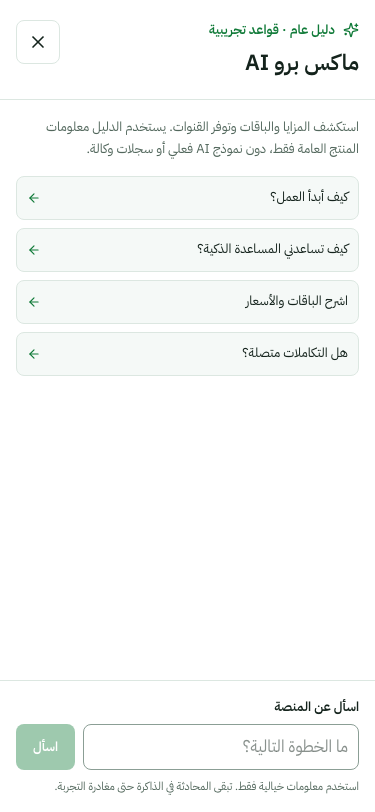 دليل عام · قواعد تجريبية
ماكس برو AI
استكشف المزايا والباقات وتوفر القنوات. يستخدم الدليل معلومات
المنتج العامة فقط، دون نموذج AI فعلي أو سجلات وكالة.
كيف أبدأ العمل؟
كيف تساعدني المساعدة الذكية؟
اشرح الباقات والأسعار
هل التكاملات متصلة؟
اسأل عن المنصة
ما الخطوة التالية؟
اسأل
استخدم معلومات خيالية فقط. تبقى المحادثة في الذاكرة حتى مغادرة التجربة.